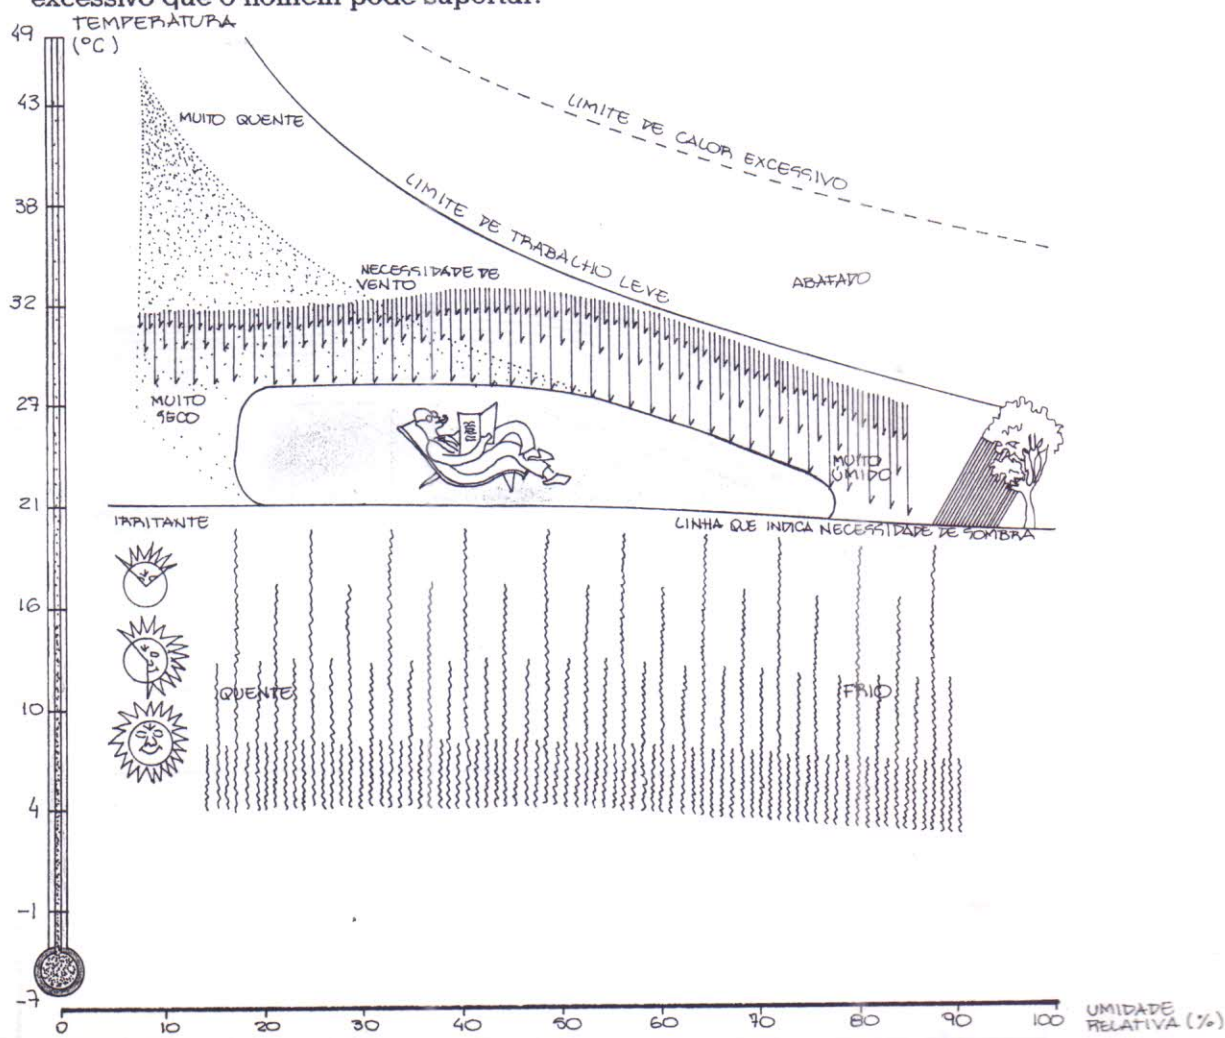 excessivo que o homem pode suportar.
TEMPERATURA
(°C)
49
43
38
32
27
21
16
10
4
-1
-7
LIMITE DE CALOR EXCESSIVO
MUITO QUENTE
LIMITE DE TRABALHO LEVE
NECESSIDADE DE
VENTO
ABAFADO
MUITO
SECO
MUITO
ÚMIDO
IRRITANTE
LINHA QUE INDICA NECESSIDADE DE SOMBRA
QUENTE
FRIO
0 10 20 30 40 50 60 70 80 90 100
UMIDADE
RELATIVA (%)